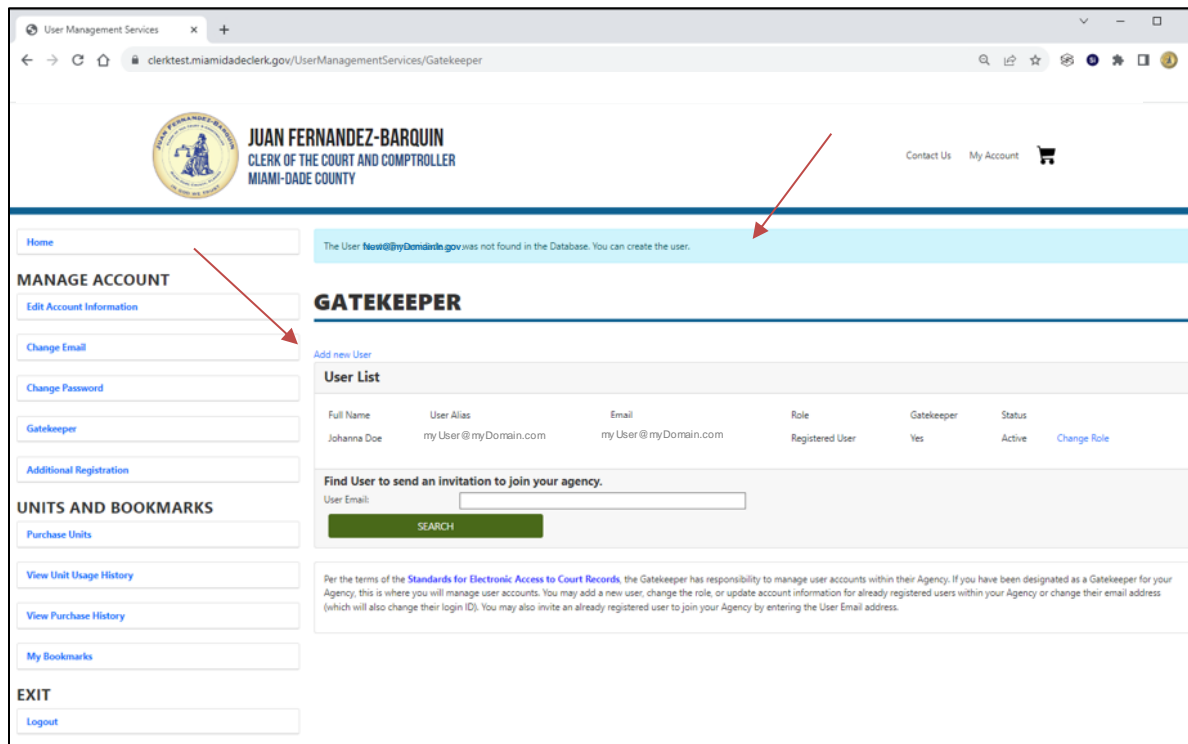 User Management Services
clerktest.miamidadeclerk.gov/UserManagementServices/Gatekeeper
JUAN FERNANDEZ-BARQUIN
CLERK OF THE COURT AND COMPTROLLER
MIAMI-DADE COUNTY
Contact Us My Account
Home
The User was not found in the Database. You can create the user.
MANAGE ACCOUNT
Edit Account Information
GATEKEEPER
Change Email
Add new User
User List
Change Password
Full Name User Alias Email Role Gatekeeper Status
Gatekeeper
Johanna Doe myUser@myDomain.com myUser@myDomain.com Registered User Yes Active Change Role
Additional Registration
Find User to send an invitation to join your agency.
User Email:
UNITS AND BOOKMARKS
SEARCH
Purchase Units
View Unit Usage History
Per the terms of the Standards for Electronic Access to Court Records, the Gatekeeper has responsibility to manage user accounts within their Agency. If you have been designated as a Gatekeeper for your
Agency, this is where you will manage user accounts. You may add a new user, change the role, or update account information for already registered users within your Agency or change their email address
(which will also change their login ID). You may also invite an already registered user to join your Agency by entering the User Email address.
View Purchase History
My Bookmarks
EXIT
Logout